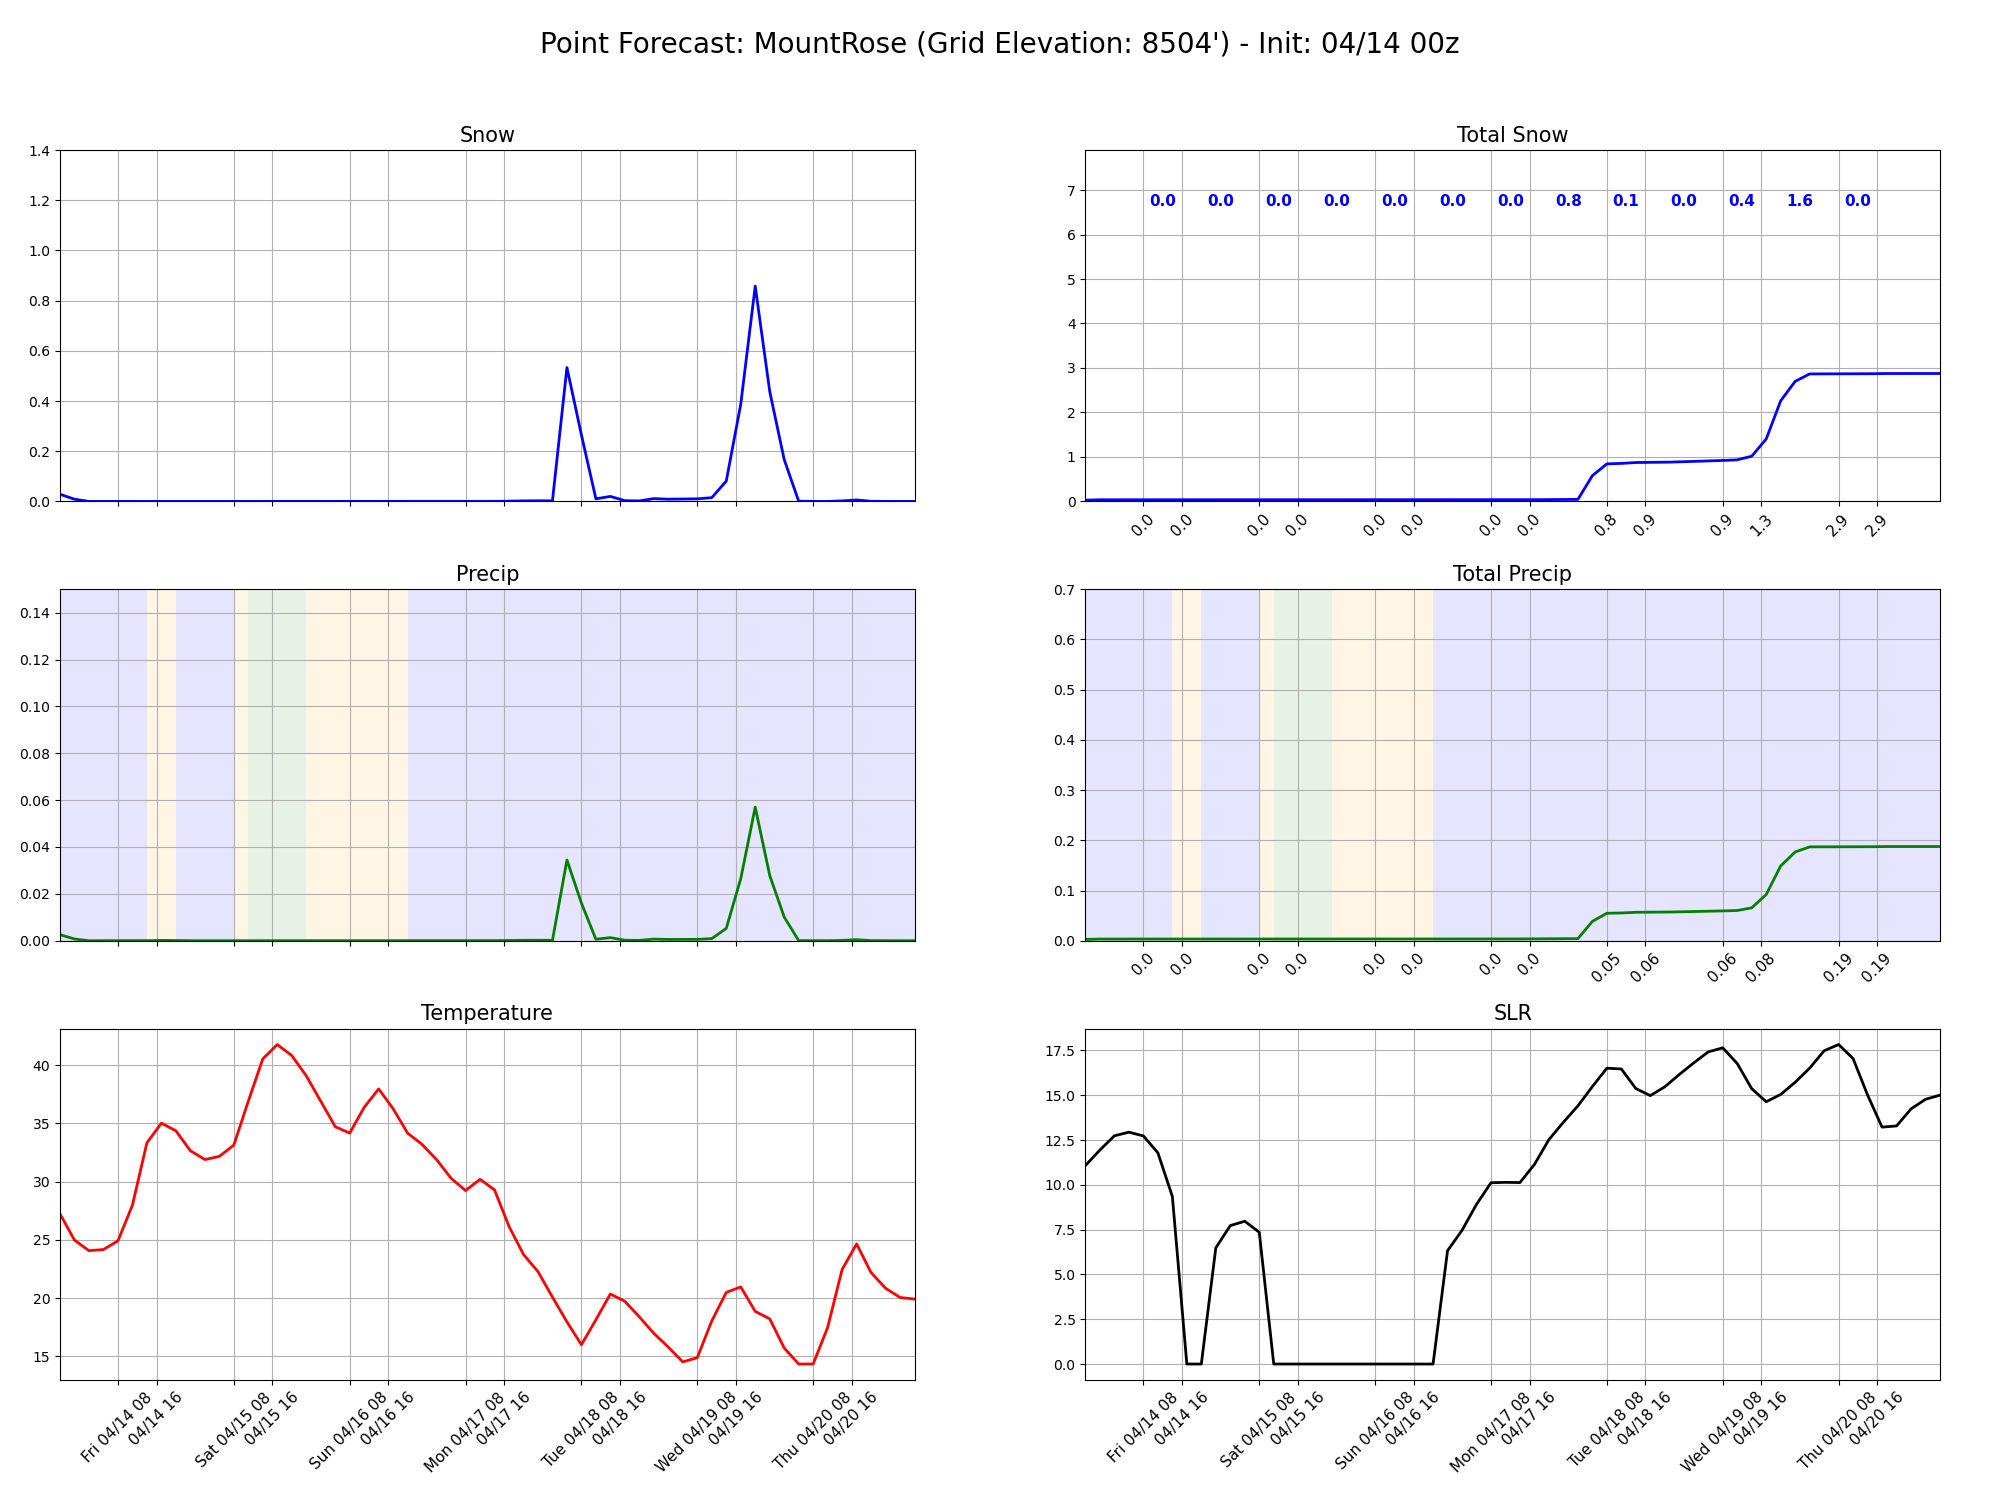 Point Forecast: MountRose (Grid Elevation: 8504') - Init: 04/14 00z
Snow
1.4
1.2
1.0
0.8
0.6
0.4
0.2
0.0
Total Snow
7
6
5
4
3
2
1
0
0.0 0.0 0.0 0.0 0.0 0.0 0.0 0.8 0.1 0.0 0.4 1.6 0.0
0.0 0.0 0.0 0.0 0.0 0.0 0.0 0.0 0.8 0.9 0.9 1.3 2.9 2.9
Precip
0.14
0.12
0.10
0.08
0.06
0.04
0.02
0.00
Total Precip
0.7
0.6
0.5
0.4
0.3
0.2
0.1
0.0
0.0 0.0 0.0 0.0 0.0 0.0 0.0 0.0 0.05 0.06 0.06 0.08 0.19 0.19
Temperature
40
35
30
25
20
15
Fri 04/14 08
04/14 16
Sat 04/15 08
04/15 16
Sun 04/16 08
04/16 16
Mon 04/17 08
04/17 16
Tue 04/18 08
04/18 16
Wed 04/19 08
04/19 16
Thu 04/20 08
04/20 16
SLR
17.5
15.0
12.5
10.0
7.5
5.0
2.5
0.0
Fri 04/14 08
04/14 16
Sat 04/15 08
04/15 16
Sun 04/16 08
04/16 16
Mon 04/17 08
04/17 16
Tue 04/18 08
04/18 16
Wed 04/19 08
04/19 16
Thu 04/20 08
04/20 16